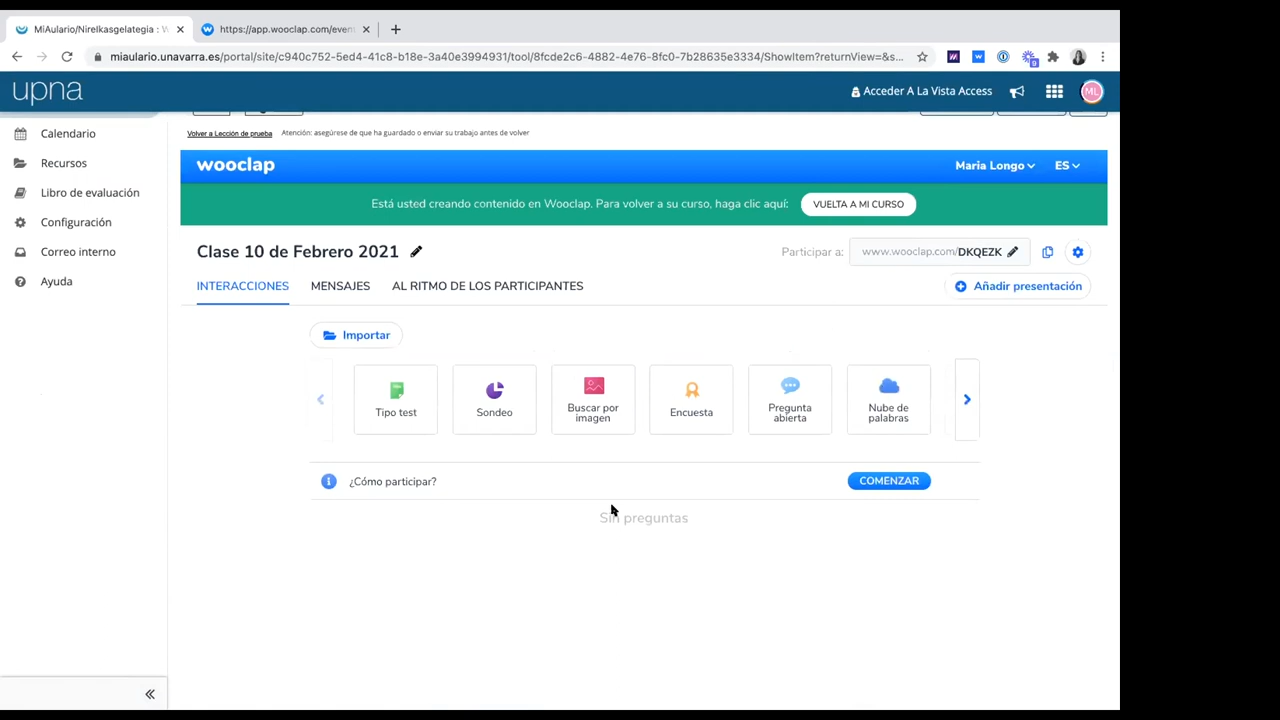 MiAulario/NireIkasgelategia : W
https://app.wooclap.com/even
miaulario.unavarra.es/portal/site/c940c752-5ed4-41c8-b18e-3a40e3994931/tool/8fcde2c6-4882-4e76-8fc0-7b28635e3334/ShowItem?returnView=&s...
upna
Acceder A La Vista Access
ML
Calendario
Recursos
Libro de evaluación
Configuración
Correo interno
Ayuda
Volver a Lección de prueba
Atención: asegúrese de que ha guardado o enviar su trabajo antes de volver
wooclap
Maria Longo
ES
Está usted creando contenido en Wooclap. Para volver a su curso, haga clic aquí:
VUELTA A MI CURSO
Clase 10 de Febrero 2021
Participar a:
www.wooclap.com/DKQEZK
INTERACCIONES
MENSAJES
AL RITMO DE LOS PARTICIPANTES
Añadir presentación
Importar
Tipo test
Sondeo
Buscar por
imagen
Encuesta
Pregunta
abierta
Nube de
palabras
¿Cómo participar?
COMENZAR
Sin preguntas